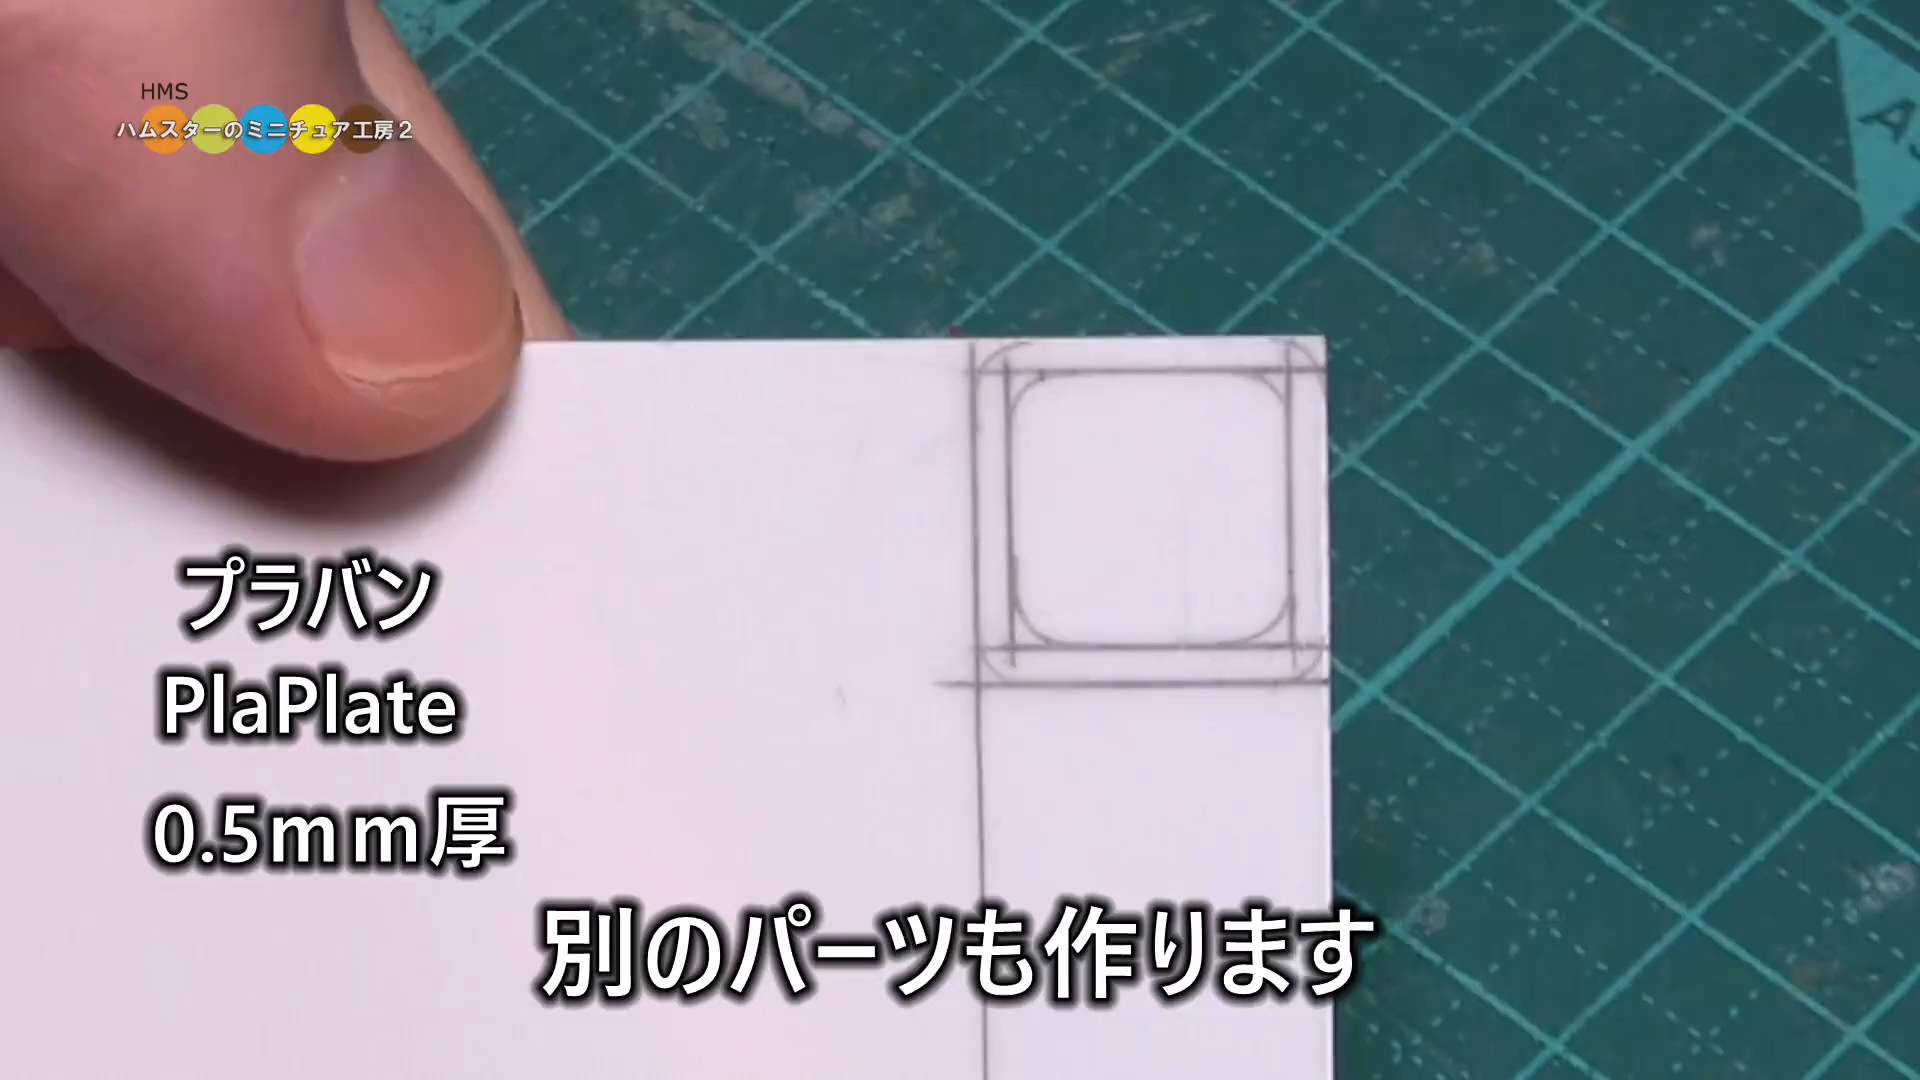 HMS
ハムスターのミニチュア工房2
プラバン
PlaPlate
0.5mm厚
別のパーツも作ります